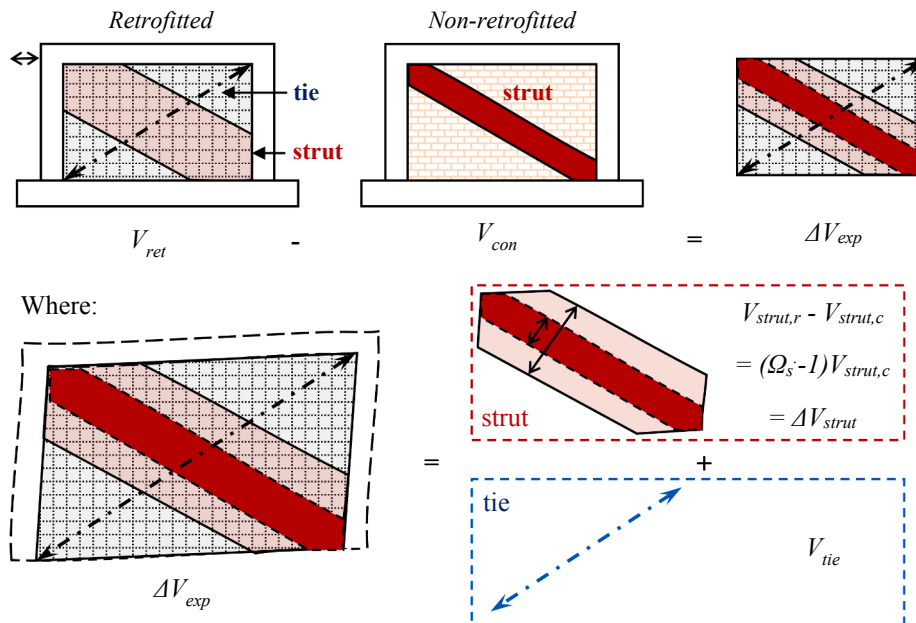 Retrofitted
Non-retrofitted
tie
strut
strut
V_ret - V_con = ΔV_exp
Where:
V_strut,r - V_strut,c
= (Ω_s-1)V_strut,c
= ΔV_strut
strut
=
+
tie
V_tie
ΔV_exp